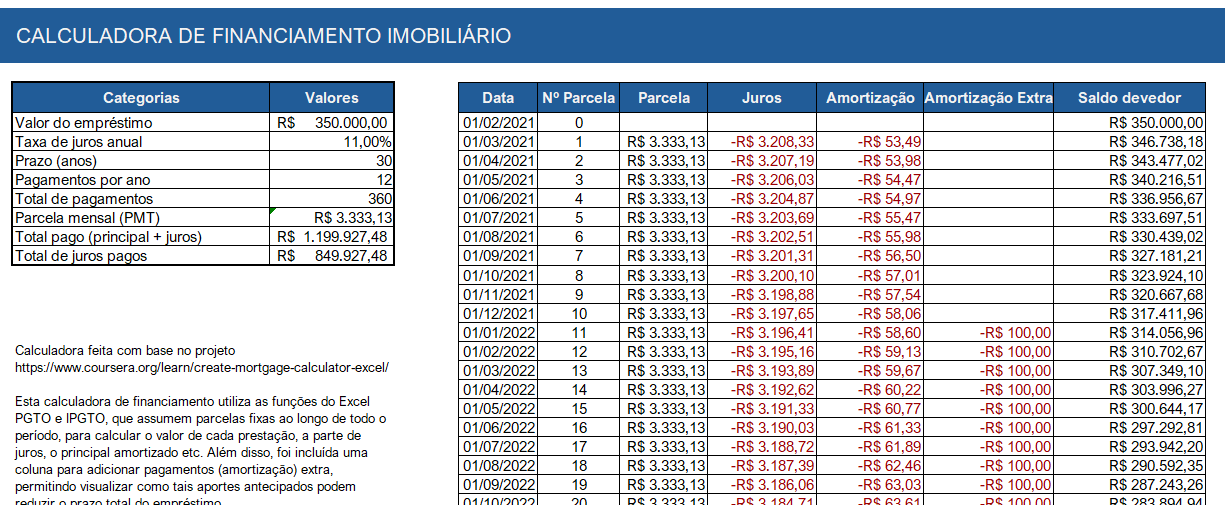 CALCULADORA DE FINANCIAMENTO IMOBILIÁRIO
Categorias Valores
Valor do empréstimo R$ 350.000,00
Taxa de juros anual 11,00%
Prazo (anos) 30
Pagamentos por ano 12
Total de pagamentos 360
Parcela mensal (PMT) R$ 3.333,13
Total pago (principal + juros) R$ 1.199.927,48
Total de juros pagos R$ 849.927,48
Calculadora feita com base no projeto
https://www.coursera.org/learn/create-mortgage-calculator-excel/
Esta calculadora de financiamento utiliza as funções do Excel
PGTO e IPGTO, que assumem parcelas fixas ao longo de todo o
período, para calcular o valor de cada prestação, a parte de
juros, o principal amortizado etc. Além disso, foi incluída uma
coluna para adicionar pagamentos (amortização) extra,
permitindo visualizar como tais aportes antecipados podem
reduzir o prazo total do empréstimo.
Data Nº Parcela Parcela Juros Amortização Amortização Extra Saldo devedor
01/02/2021 0 R$ 350.000,00
01/03/2021 1 R$ 3.333,13 -R$ 3.208,33 -R$ 53,49 R$ 346.738,18
01/04/2021 2 R$ 3.333,13 -R$ 3.207,19 -R$ 53,98 R$ 343.477,02
01/05/2021 3 R$ 3.333,13 -R$ 3.206,03 -R$ 54,47 R$ 340.216,51
01/06/2021 4 R$ 3.333,13 -R$ 3.204,87 -R$ 54,97 R$ 336.956,67
01/07/2021 5 R$ 3.333,13 -R$ 3.203,69 -R$ 55,47 R$ 333.697,51
01/08/2021 6 R$ 3.333,13 -R$ 3.202,51 -R$ 55,98 R$ 330.439,02
01/09/2021 7 R$ 3.333,13 -R$ 3.201,31 -R$ 56,50 R$ 327.181,21
01/10/2021 8 R$ 3.333,13 -R$ 3.200,10 -R$ 57,01 R$ 323.924,10
01/11/2021 9 R$ 3.333,13 -R$ 3.198,88 -R$ 57,54 R$ 320.667,68
01/12/2021 10 R$ 3.333,13 -R$ 3.197,65 -R$ 58,06 R$ 317.411,96
01/01/2022 11 R$ 3.333,13 -R$ 3.196,41 -R$ 58,60 -R$ 100,00 R$ 314.056,96
01/02/2022 12 R$ 3.333,13 -R$ 3.195,16 -R$ 59,13 -R$ 100,00 R$ 310.702,67
01/03/2022 13 R$ 3.333,13 -R$ 3.193,89 -R$ 59,67 -R$ 100,00 R$ 307.349,10
01/04/2022 14 R$ 3.333,13 -R$ 3.192,62 -R$ 60,22 -R$ 100,00 R$ 303.996,27
01/05/2022 15 R$ 3.333,13 -R$ 3.191,33 -R$ 60,77 -R$ 100,00 R$ 300.644,17
01/06/2022 16 R$ 3.333,13 -R$ 3.190,03 -R$ 61,33 -R$ 100,00 R$ 297.292,81
01/07/2022 17 R$ 3.333,13 -R$ 3.188,72 -R$ 61,89 -R$ 100,00 R$ 293.942,20
01/08/2022 18 R$ 3.333,13 -R$ 3.187,39 -R$ 62,46 -R$ 100,00 R$ 290.592,35
01/09/2022 19 R$ 3.333,13 -R$ 3.186,06 -R$ 63,03 -R$ 100,00 R$ 287.243,26
01/10/2022 20 R$ 3.333,13 -R$ 3.184,71 -R$ 63,61 -R$ 100,00 R$ 283.894,94